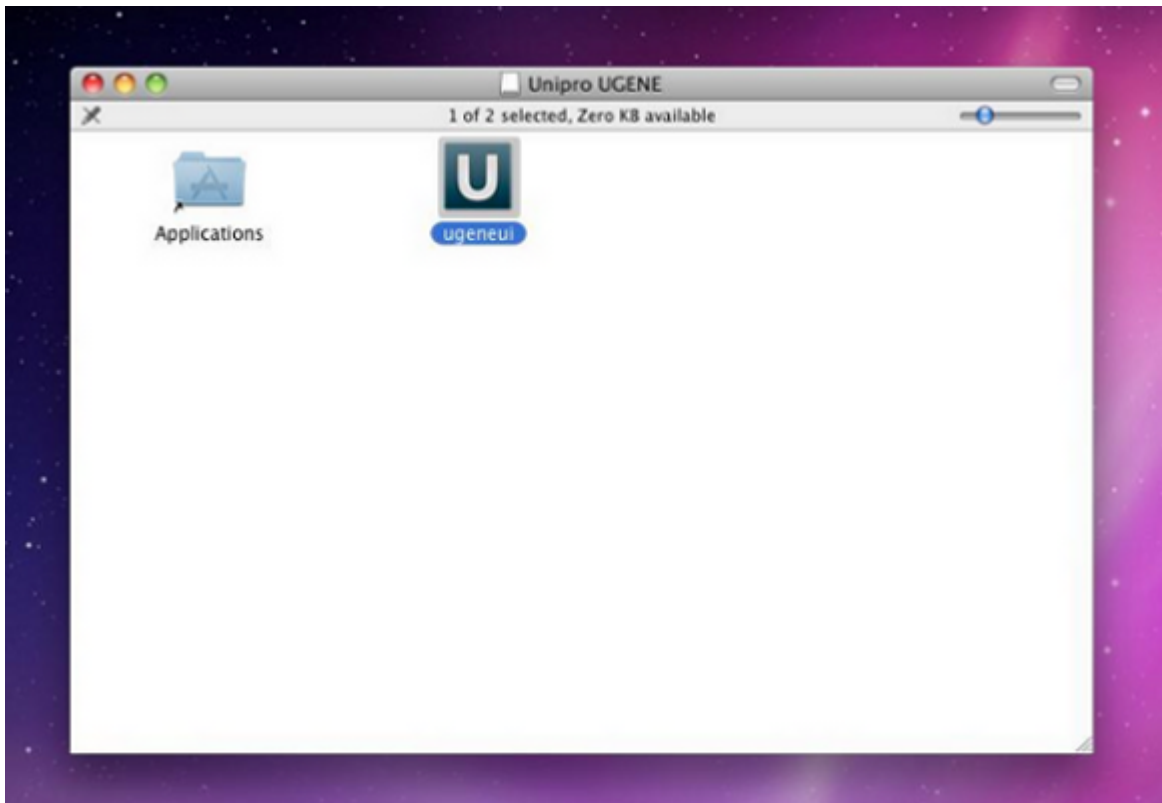 Unipro UGENE
1 of 2 selected, Zero KB available
U
Applications
ugeneui